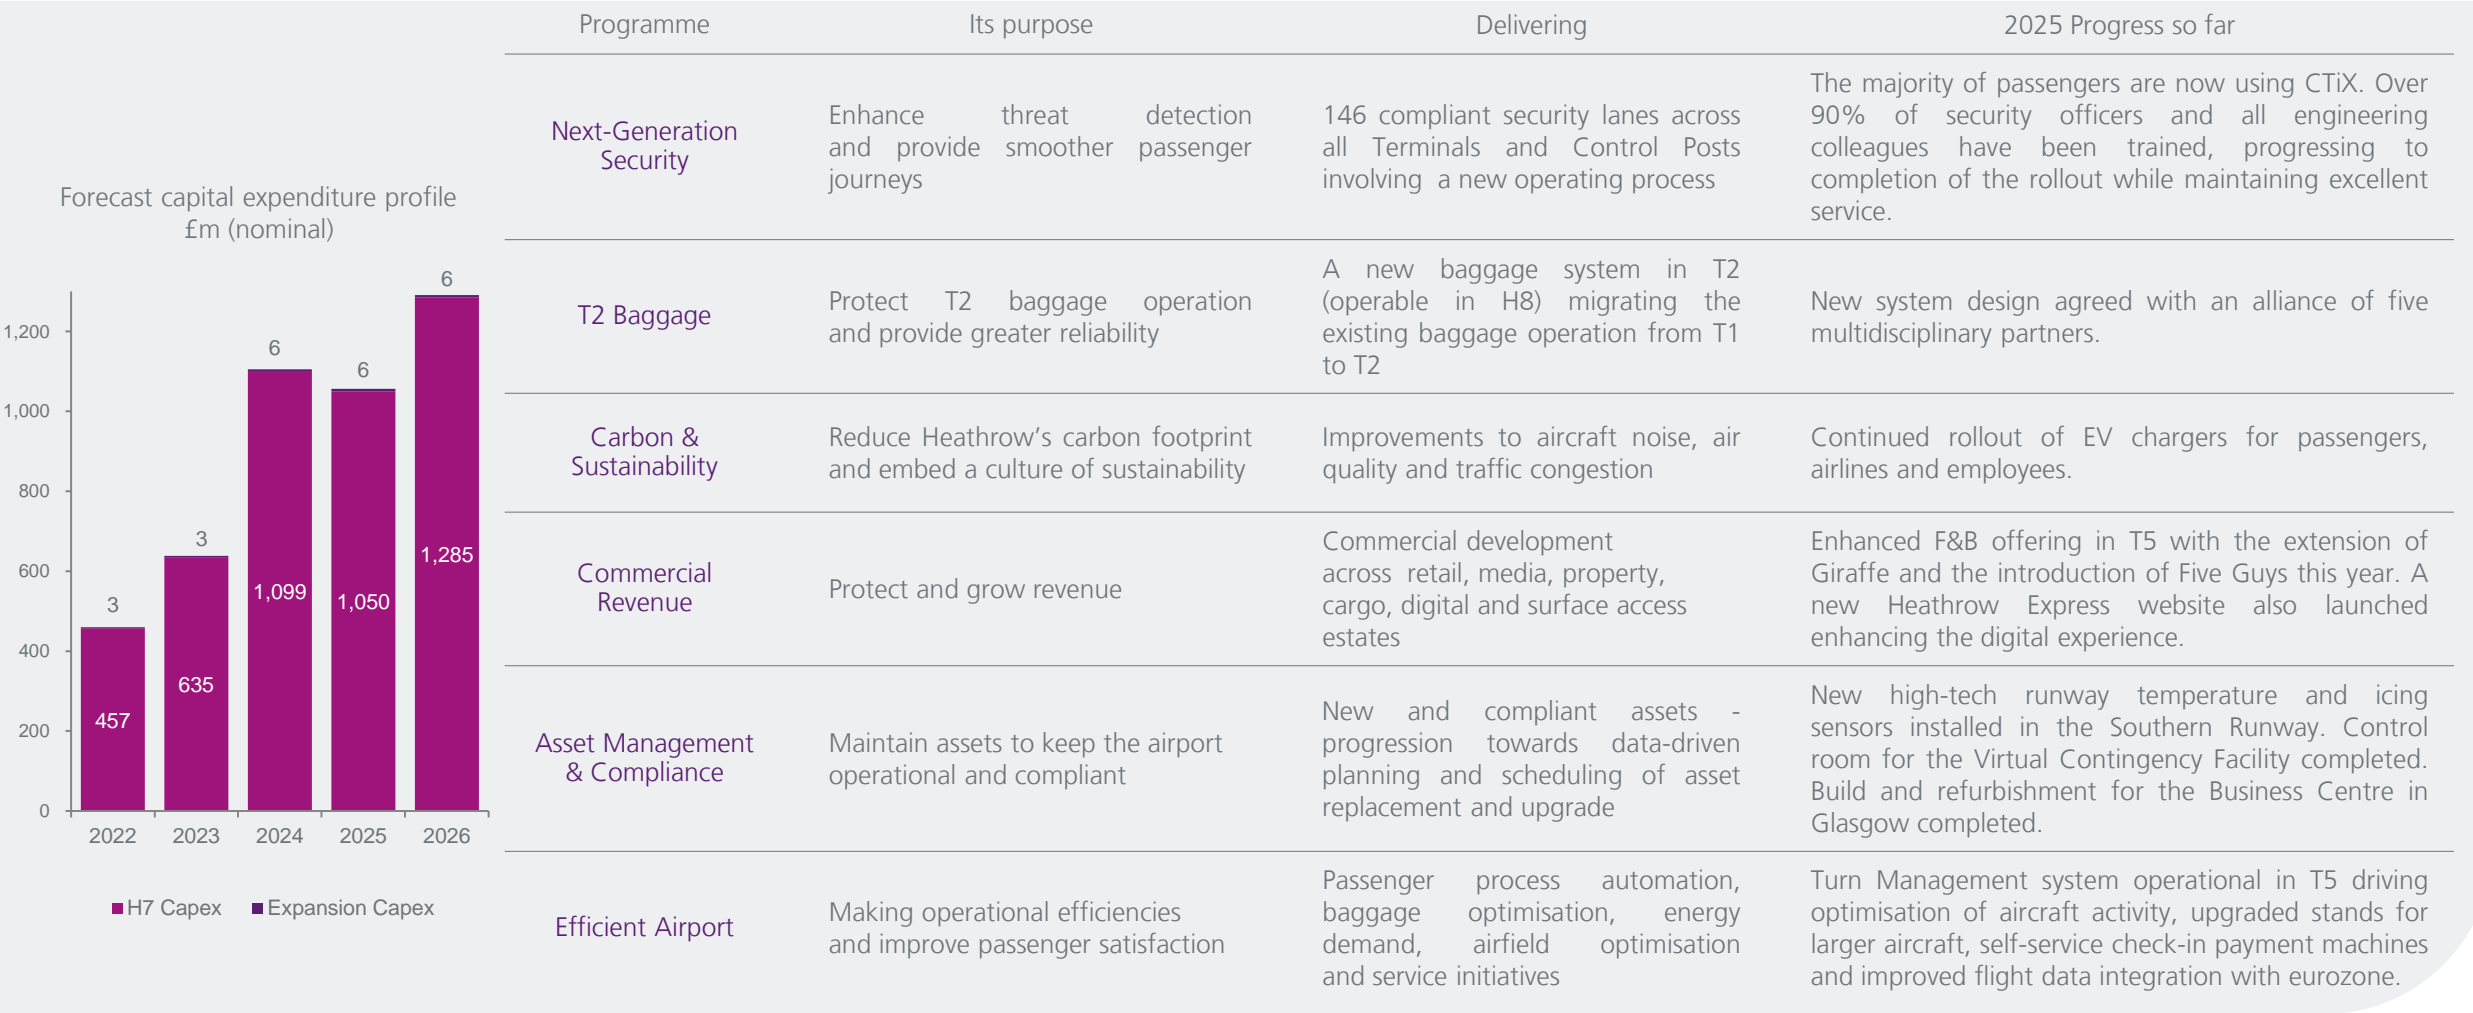 Forecast capital expenditure profile
£m (nominal)
1,200
1,000
800
600
400
200
0
3
457
3
635
6
1,099
6
1,050
6
1,285
2022
2023
2024
2025
2026
H7 Capex
Expansion Capex
Programme
Its purpose
Delivering
2025 Progress so far
Next-Generation
Security
Enhance threat detection
and provide smoother passenger
journeys
146 compliant security lanes across
all Terminals and Control Posts
involving a new operating process
The majority of passengers are now using CTiX. Over
90% of security officers and all engineering
colleagues have been trained, progressing to
completion of the rollout while maintaining excellent
service.
T2 Baggage
Protect T2 baggage operation
and provide greater reliability
A new baggage system in T2
(operable in H8) migrating the
existing baggage operation from T1
to T2
New system design agreed with an alliance of five
multidisciplinary partners.
Carbon &
Sustainability
Reduce Heathrow’s carbon footprint
and embed a culture of sustainability
Improvements to aircraft noise, air
quality and traffic congestion
Continued rollout of EV chargers for passengers,
airlines and employees.
Commercial
Revenue
Protect and grow revenue
Commercial development
across retail, media, property,
cargo, digital and surface access
estates
Enhanced F&B offering in T5 with the extension of
Giraffe and the introduction of Five Guys this year. A
new Heathrow Express website also launched
enhancing the digital experience.
Asset Management
& Compliance
Maintain assets to keep the airport
operational and compliant
New and compliant assets -
progression towards data-driven
planning and scheduling of asset
replacement and upgrade
New high-tech runway temperature and icing
sensors installed in the Southern Runway. Control
room for the Virtual Contingency Facility completed.
Build and refurbishment for the Business Centre in
Glasgow completed.
Efficient Airport
Making operational efficiencies
and improve passenger satisfaction
Passenger process automation,
baggage optimisation, energy
demand, airfield optimisation
and service initiatives
Turn Management system operational in T5 driving
optimisation of aircraft activity, upgraded stands for
larger aircraft, self-service check-in payment machines
and improved flight data integration with eurozone.